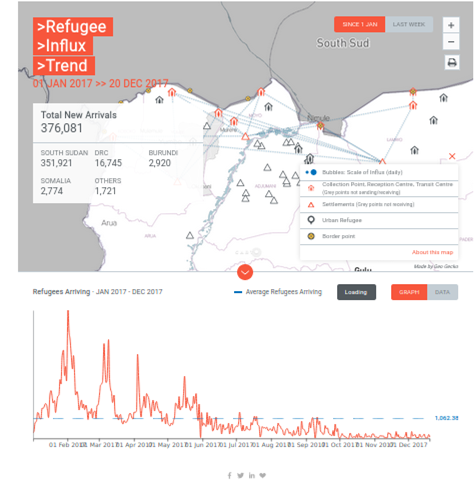 >Refugee
>Influx
>Trend
01 JAN 2017 >> 20 DEC 2017
SINCE 1 JAN
LAST WEEK
+
−
South Sud
Total New Arrivals
376,081
SOUTH SUDAN DRC BURUNDI
351,921 16,745 2,920
SOMALIA OTHERS
2,774 1,721
Bubbles: Scale of Influx (daily)
Collection Point, Reception Centre, Transit Centre
(Grey points not sending/receiving)
Settlements (Grey points not receiving)
Urban Refugee
Border point
About this map
Arua
ARUA
ADJUMANI
LAMWO
MOYO
Gulu
Made by Geo Gecko
Refugees Arriving - JAN 2017 - DEC 2017
Average Refugees Arriving
Loading
GRAPH
DATA
1,062.38
01 Feb 2017 01 Mar 2017 01 Apr 2017 01 May 2017 01 Jun 2017 01 Jul 2017 01 Aug 2017 01 Sep 2017 01 Oct 2017 01 Nov 2017 01 Dec 2017